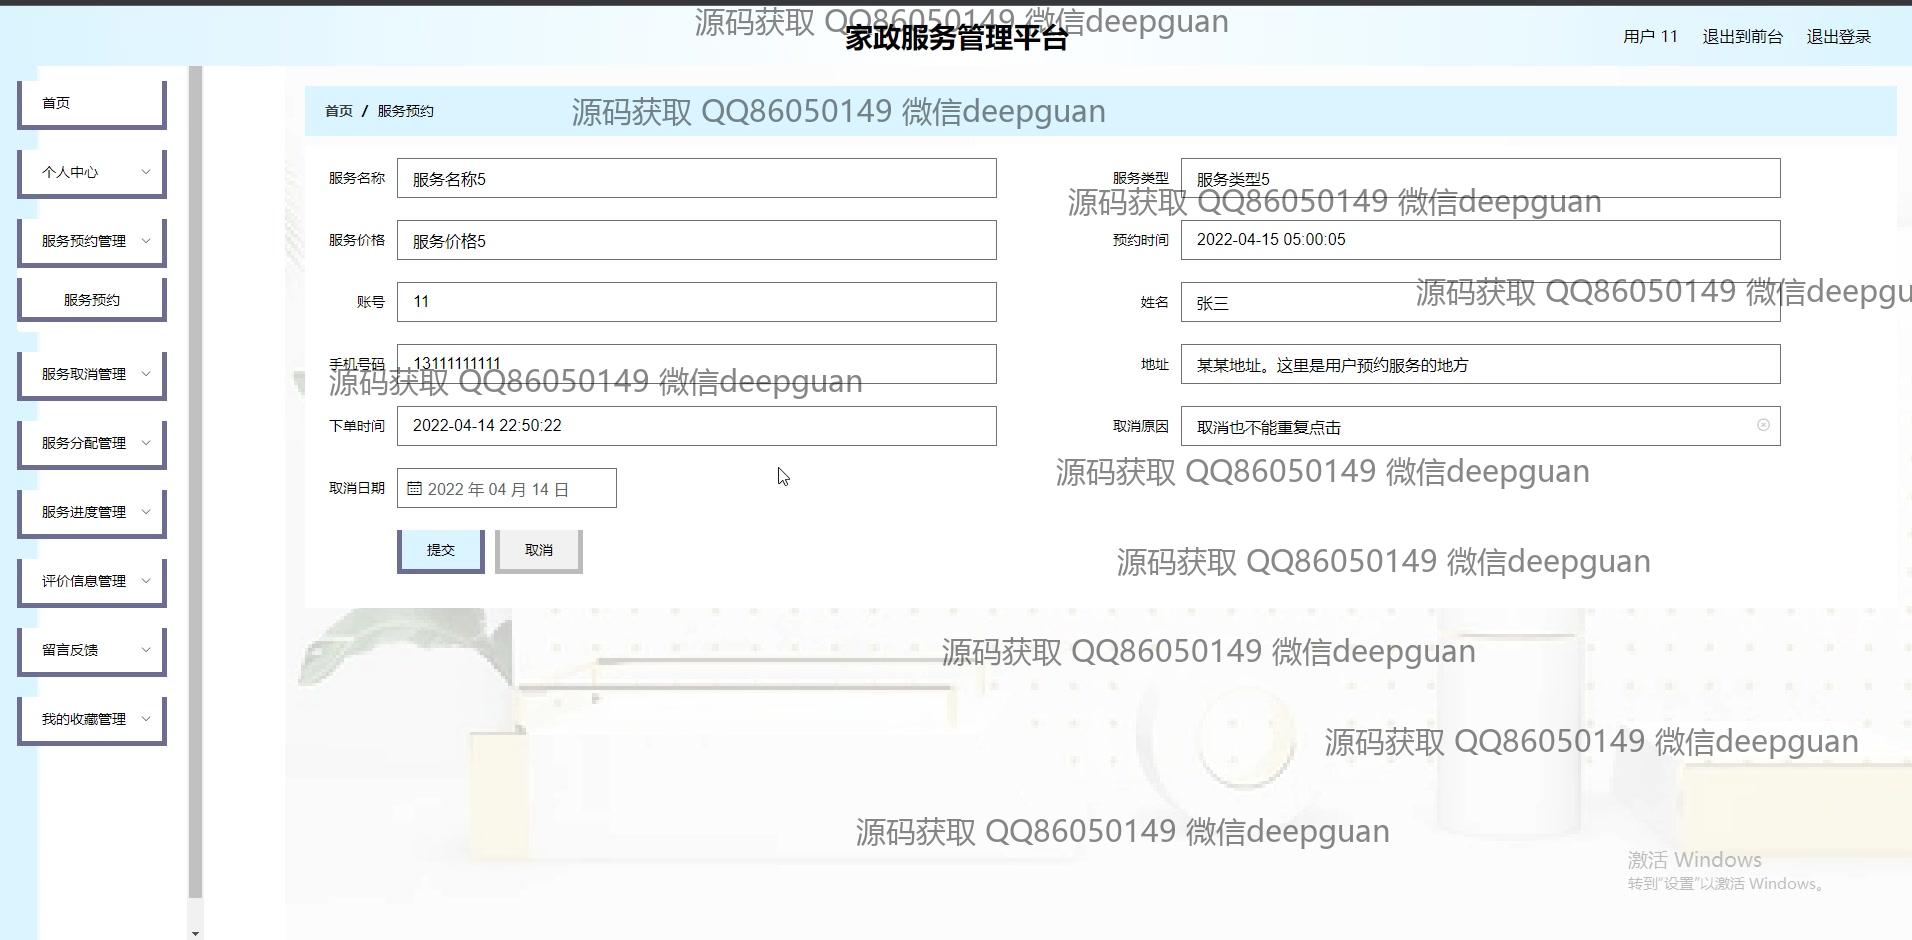 源码获取 QQ86050149 微信deepguan
家政服务管理平台
用户 11 退出到前台 退出登录
首页
个人中心
服务预约管理
服务预约
服务取消管理
服务分配管理
服务进度管理
评价信息管理
留言反馈
我的收藏管理
首页 / 服务预约
源码获取 QQ86050149 微信deepguan
服务名称 服务名称5
服务类型 服务类型5
源码获取 QQ86050149 微信deepguan
服务价格 服务价格5
预约时间 2022-04-15 05:00:05
源码获取 QQ86050149 微信deepgu
账号 11
姓名 张三
手机号码 13111111111
地址 某某地址。这里是用户预约服务的地方
源码获取 QQ86050149 微信deepguan
下单时间 2022-04-14 22:50:22
取消原因 取消也不能重复点击
源码获取 QQ86050149 微信deepguan
取消日期 2022 年 04 月 14 日
提交 取消
源码获取 QQ86050149 微信deepguan
源码获取 QQ86050149 微信deepguan
源码获取 QQ86050149 微信deepguan
源码获取 QQ86050149 微信deepguan
激活 Windows
转到“设置”以激活 Windows。